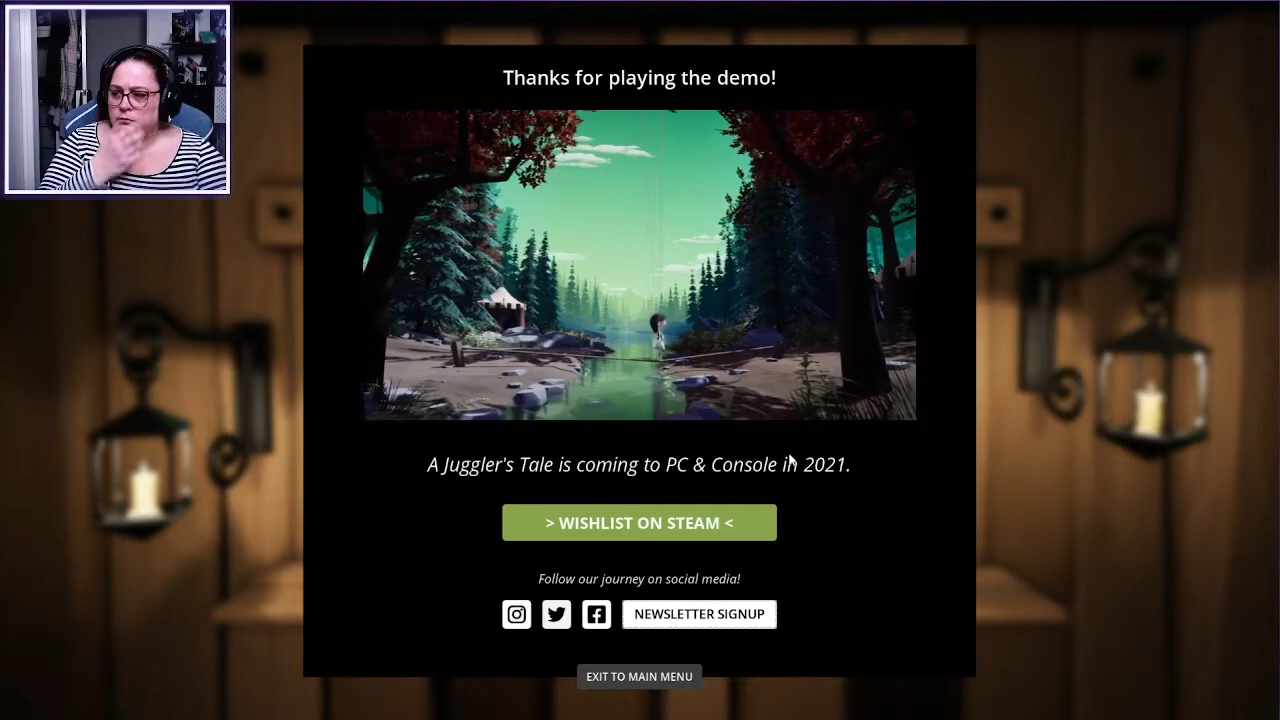 Thanks for playing the demo!
A Juggler's Tale is coming to PC & Console in 2021.
> WISHLIST ON STEAM <
Follow our journey on social media!
NEWSLETTER SIGNUP
EXIT TO MAIN MENU